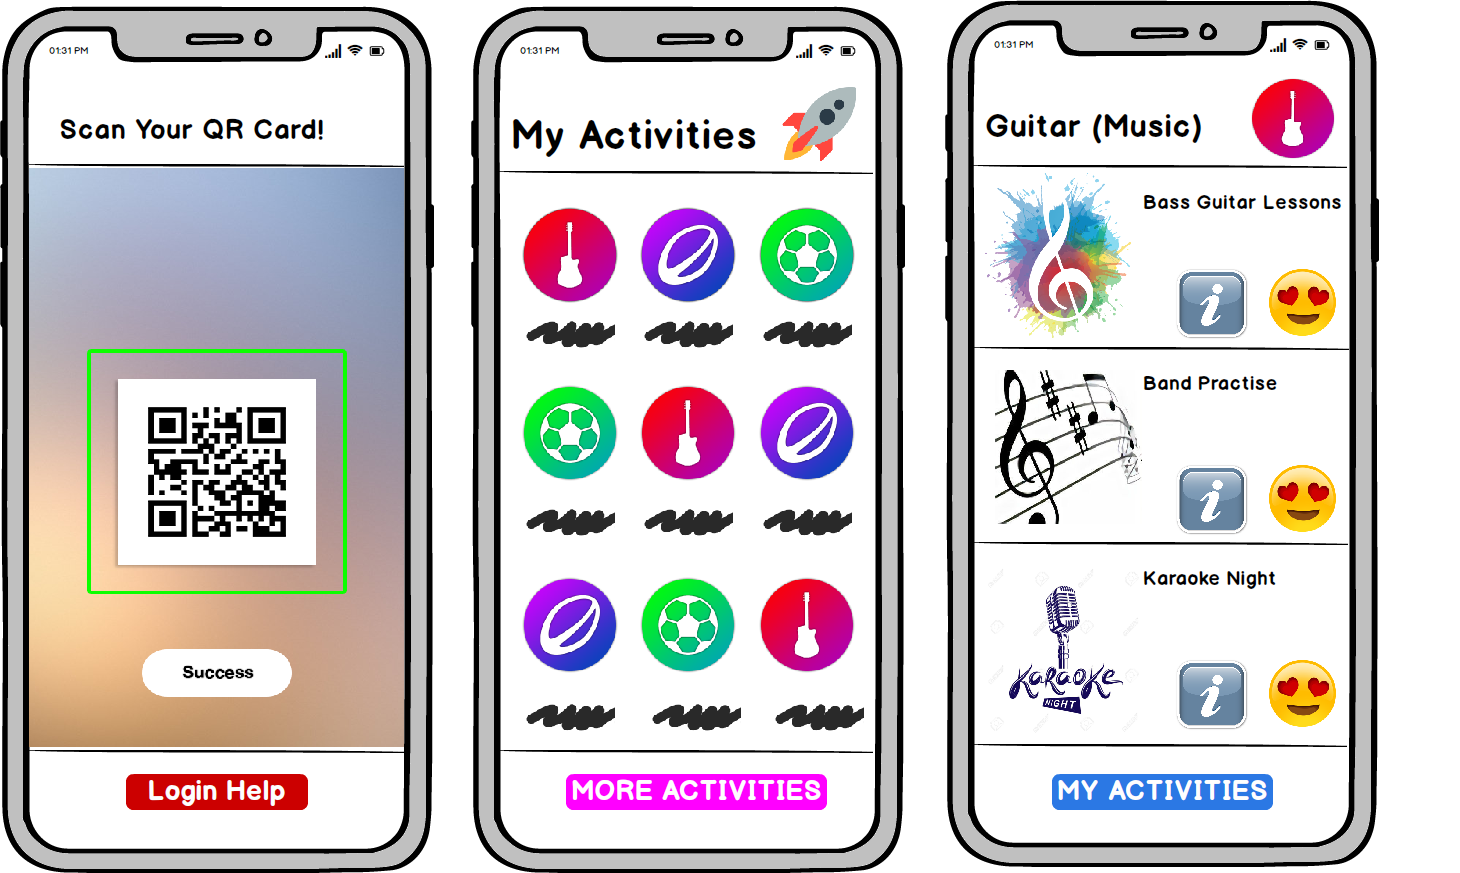 01:31 PM
Scan Your QR Card!
Success
Login Help
01:31 PM
My Activities
MORE ACTIVITIES
01:31 PM
Guitar (Music)
Bass Guitar Lessons
i
Band Practise
i
Karaoke Night
KaRaoKe
NIGHT
i
MY ACTIVITIES